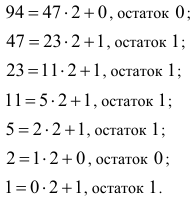 94 = 47 · 2 + 0, остаток 0;
47 = 23 · 2 + 1, остаток 1;
23 = 11 · 2 + 1, остаток 1;
11 = 5 · 2 + 1, остаток 1;
5 = 2 · 2 + 1, остаток 1;
2 = 1 · 2 + 0, остаток 0;
1 = 0 · 2 + 1, остаток 1.